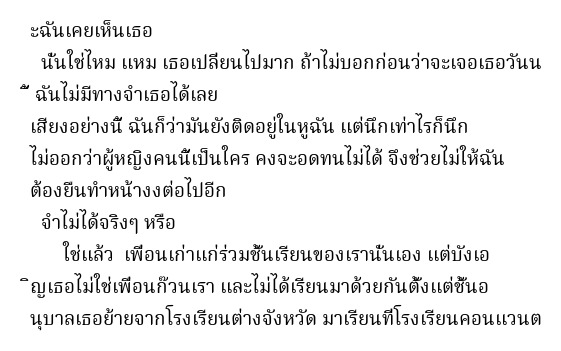 ะฉันเคยเห็นเธอ
นั่นใช่ไหม แหม เธอเปลี่ยนไปมาก ถ้าไม่บอกก่อนว่าจะเจอเธอวันน
ี้ ฉันไม่มีทางจำเธอได้เลย
เสียงอย่างนี้ ฉันก็ว่ามันยังติดอยู่ในหูฉัน แต่นึกเท่าไรก็นึก
ไม่ออกว่าผู้หญิงคนนี้เป็นใคร คงจะอดทนไม่ได้ จึงช่วยไม่ให้ฉัน
ต้องยืนทำหน้างงต่อไปอีก
จำไม่ได้จริงๆ หรือ
ใช่แล้ว เพื่อนเก่าแก่ร่วมชั้นเรียนของเรานั่นเอง แต่บังเอ
ิญเธอไม่ใช่เพื่อนก๊วนเรา และไม่ได้เรียนมาด้วยกันตั้งแต่ชั้นอ
นุบาลเธอย้ายจากโรงเรียนต่างจังหวัด มาเรียนที่โรงเรียนคอนแวนต